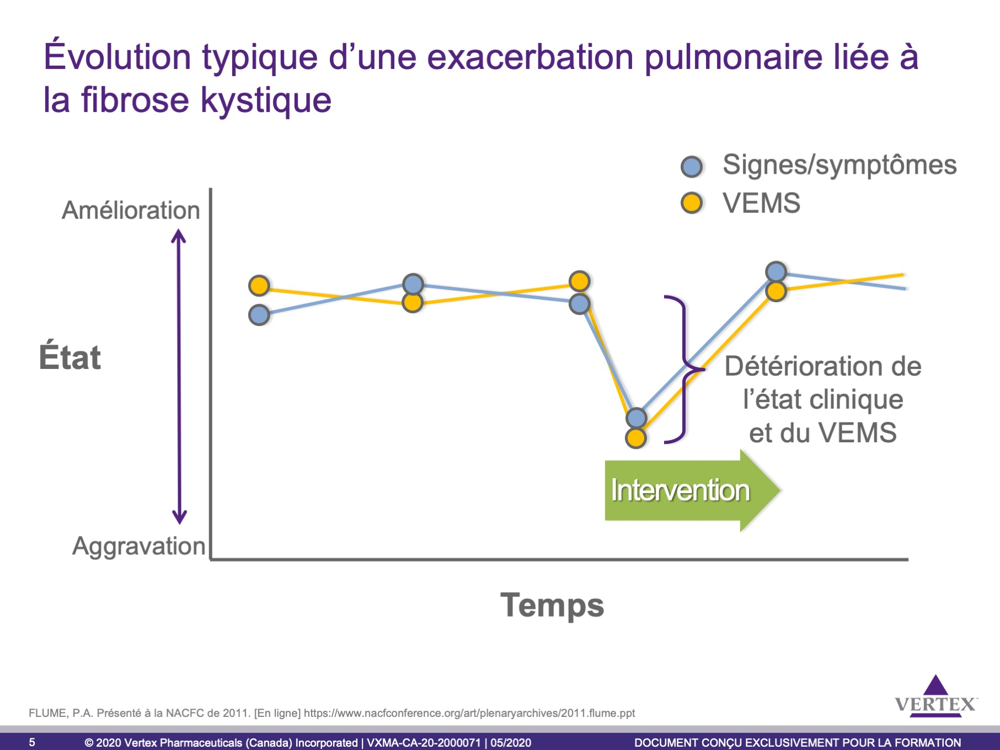 Évolution typique d’une exacerbation pulmonaire liée à
la fibrose kystique
Signes/symptômes
VEMS
Amélioration
État
Aggravation
Détérioration de
l’état clinique
et du VEMS
Intervention
Temps
VERTEX™
FLUME, P.A. Présenté à la NACFC de 2011. [En ligne] https://www.nacfconference.org/art/plenaryarchives/2011.flume.ppt
5 © 2020 Vertex Pharmaceuticals (Canada) Incorporated | VXMA-CA-20-2000071 | 05/2020 DOCUMENT CONÇU EXCLUSIVEMENT POUR LA FORMATION